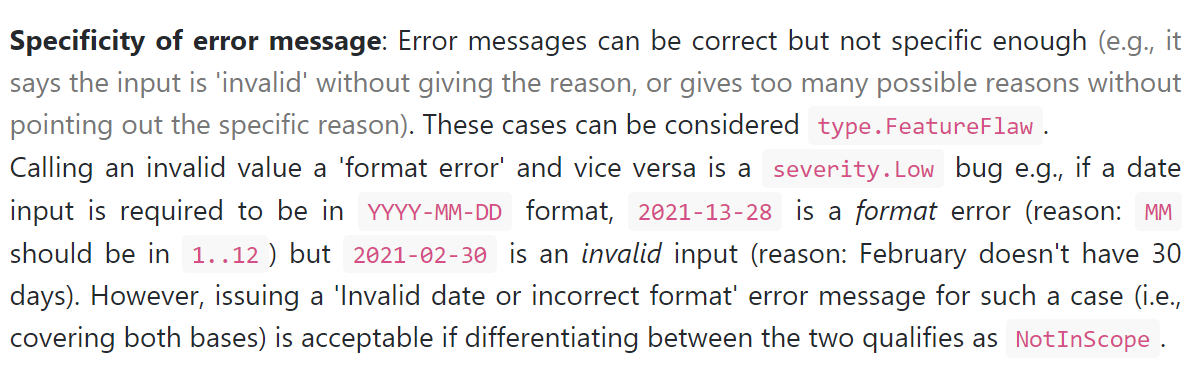 Specificity of error message: Error messages can be correct but not specific enough (e.g., it
says the input is 'invalid' without giving the reason, or gives too many possible reasons without
pointing out the specific reason). These cases can be considered type.FeatureFlaw.
Calling an invalid value a 'format error' and vice versa is a severity.Low bug e.g., if a date
input is required to be in YYYY-MM-DD format, 2021-13-28 is a format error (reason: MM
should be in 1..12) but 2021-02-30 is an invalid input (reason: February doesn't have 30
days). However, issuing a 'Invalid date or incorrect format' error message for such a case (i.e.,
covering both bases) is acceptable if differentiating between the two qualifies as NotInScope.